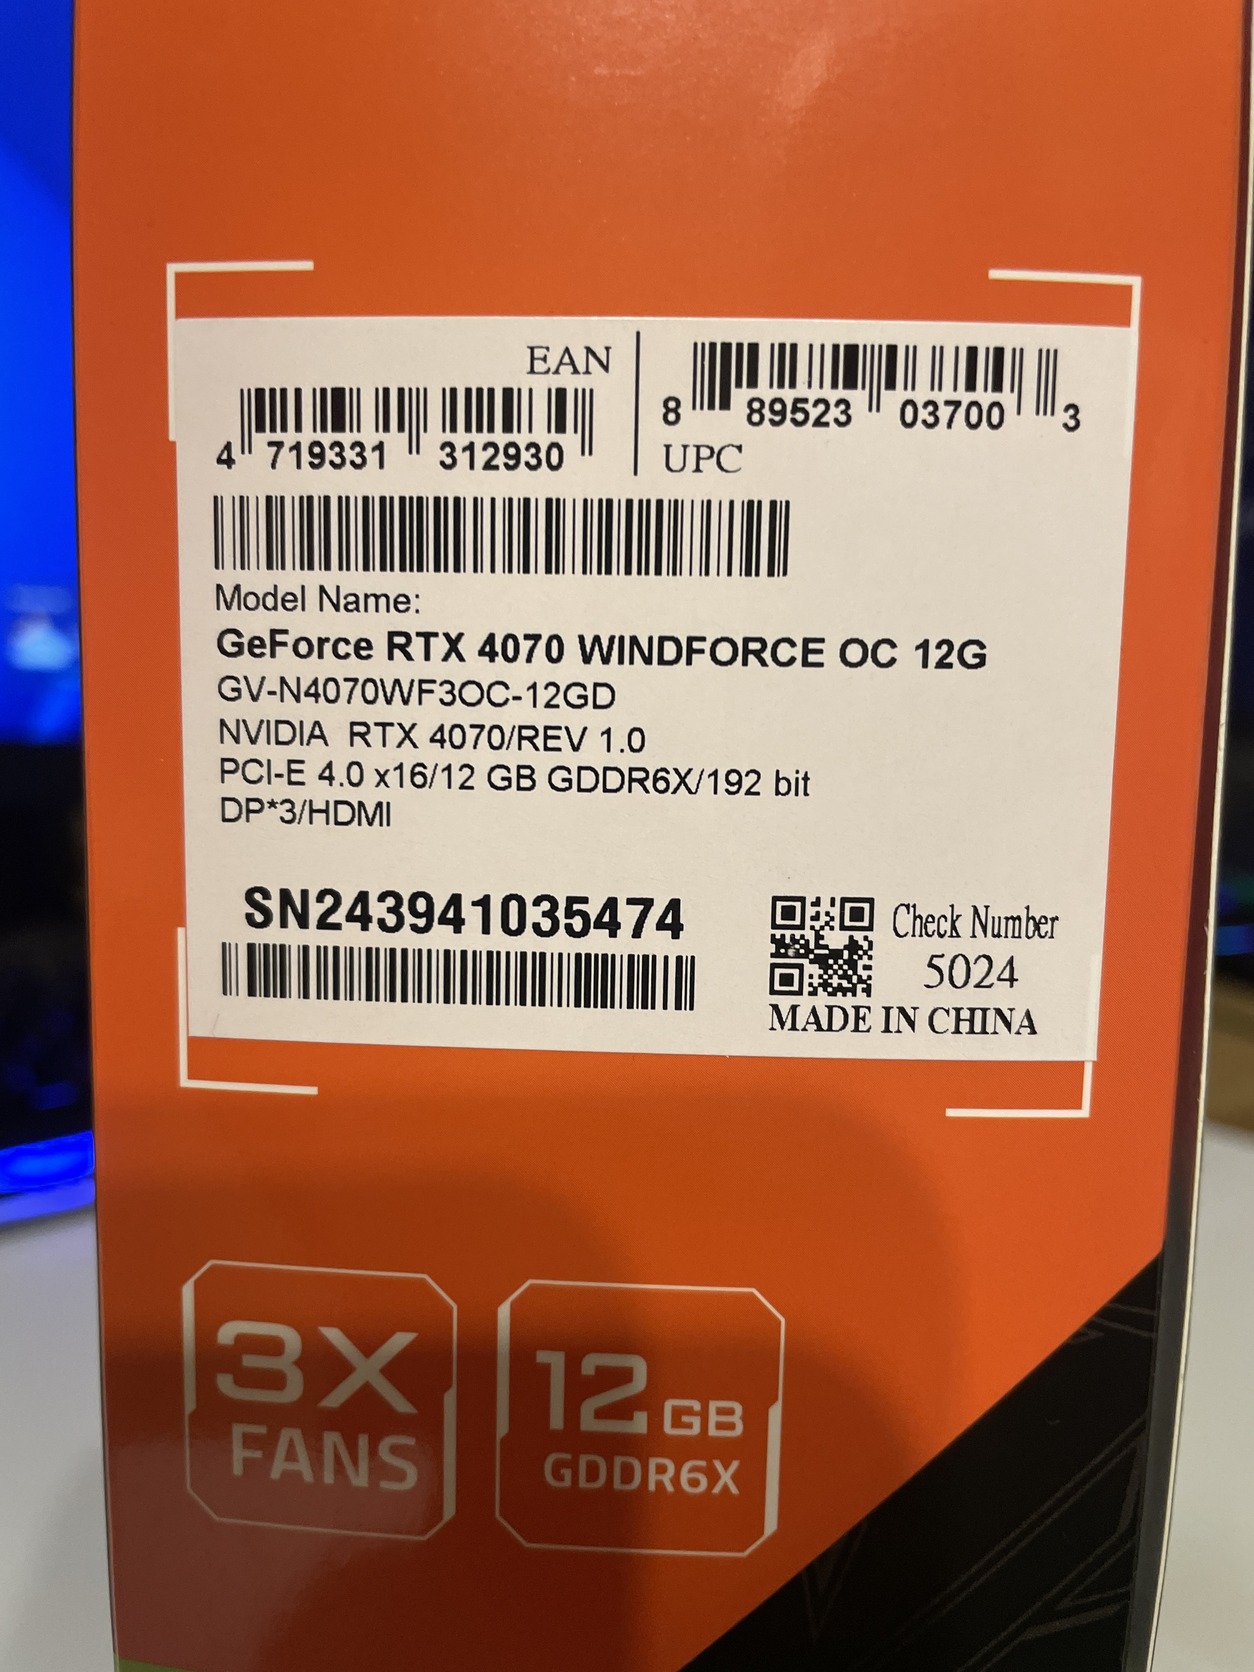 EAN
4 719331 312930
8 89523 03700 3
UPC
Model Name:
GeForce RTX 4070 WINDFORCE OC 12G
GV-N4070WF3OC-12GD
NVIDIA RTX 4070/REV 1.0
PCI-E 4.0 x16/12 GB GDDR6X/192 bit
DP*3/HDMI
SN243941035474
Check Number
5024
MADE IN CHINA
3X
FANS
12 GB
GDDR6X